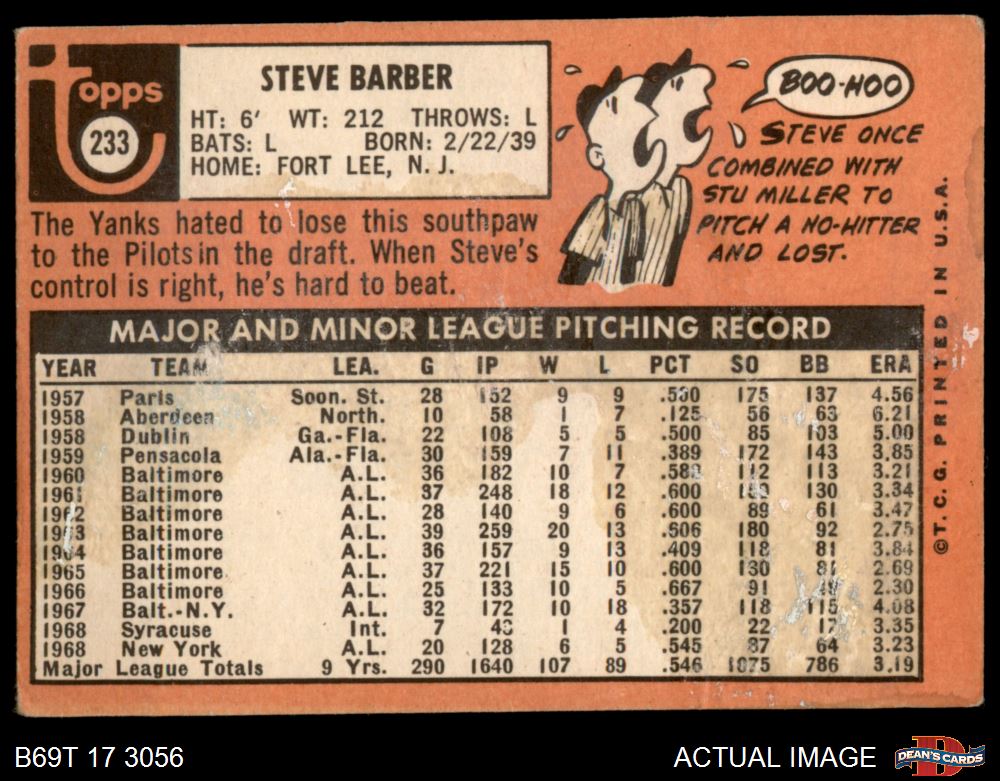 topps
233
STEVE BARBER
HT: 6' WT: 212 THROWS: L
BATS: L BORN: 2/22/39
HOME: FORT LEE, N. J.
The Yanks hated to lose this southpaw
to the Pilots in the draft. When Steve's
control is right, he's hard to beat.
BOO-HOO
STEVE ONCE
COMBINED WITH
STU MILLER TO
PITCH A NO-HITTER
AND LOST.
MAJOR AND MINOR LEAGUE PITCHING RECORD
YEAR TEAM LEA. G IP W L PCT SO BB ERA
1957 Paris Soon. St. 28 152 9 9 .500 175 137 4.56
1958 Aberdeen North. 10 58 1 7 .125 56 63 6.21
1958 Dublin Ga.-Fla. 22 108 5 5 .500 85 103 5.00
1959 Pensacola Ala.-Fla. 30 159 7 11 .389 172 143 3.85
1960 Baltimore A.L. 36 182 10 7 .588 112 113 3.21
1961 Baltimore A.L. 37 248 18 12 .600 130 3.34
1962 Baltimore A.L. 28 140 9 6 .600 89 61 3.47
1963 Baltimore A.L. 39 259 20 13 .606 180 92 2.75
1964 Baltimore A.L. 36 157 9 13 .409 118 81 3.84
1965 Baltimore A.L. 37 221 15 10 .600 130 81 2.69
1966 Baltimore A.L. 25 133 10 5 .667 91 2.30
1967 Balt.-N.Y. A.L. 32 172 10 18 .357 118 115 4.08
1968 Syracuse Int. 7 1 4 .200 22 17 3.35
1968 New York A.L. 20 128 6 5 .545 87 64 3.23
Major League Totals 9 Yrs. 290 1640 107 89 .546 1075 786 3.19
©T. C. G. PRINTED IN U.S.A.
B69T 17 3056
ACTUAL IMAGE
D
DEAN'S CARDS